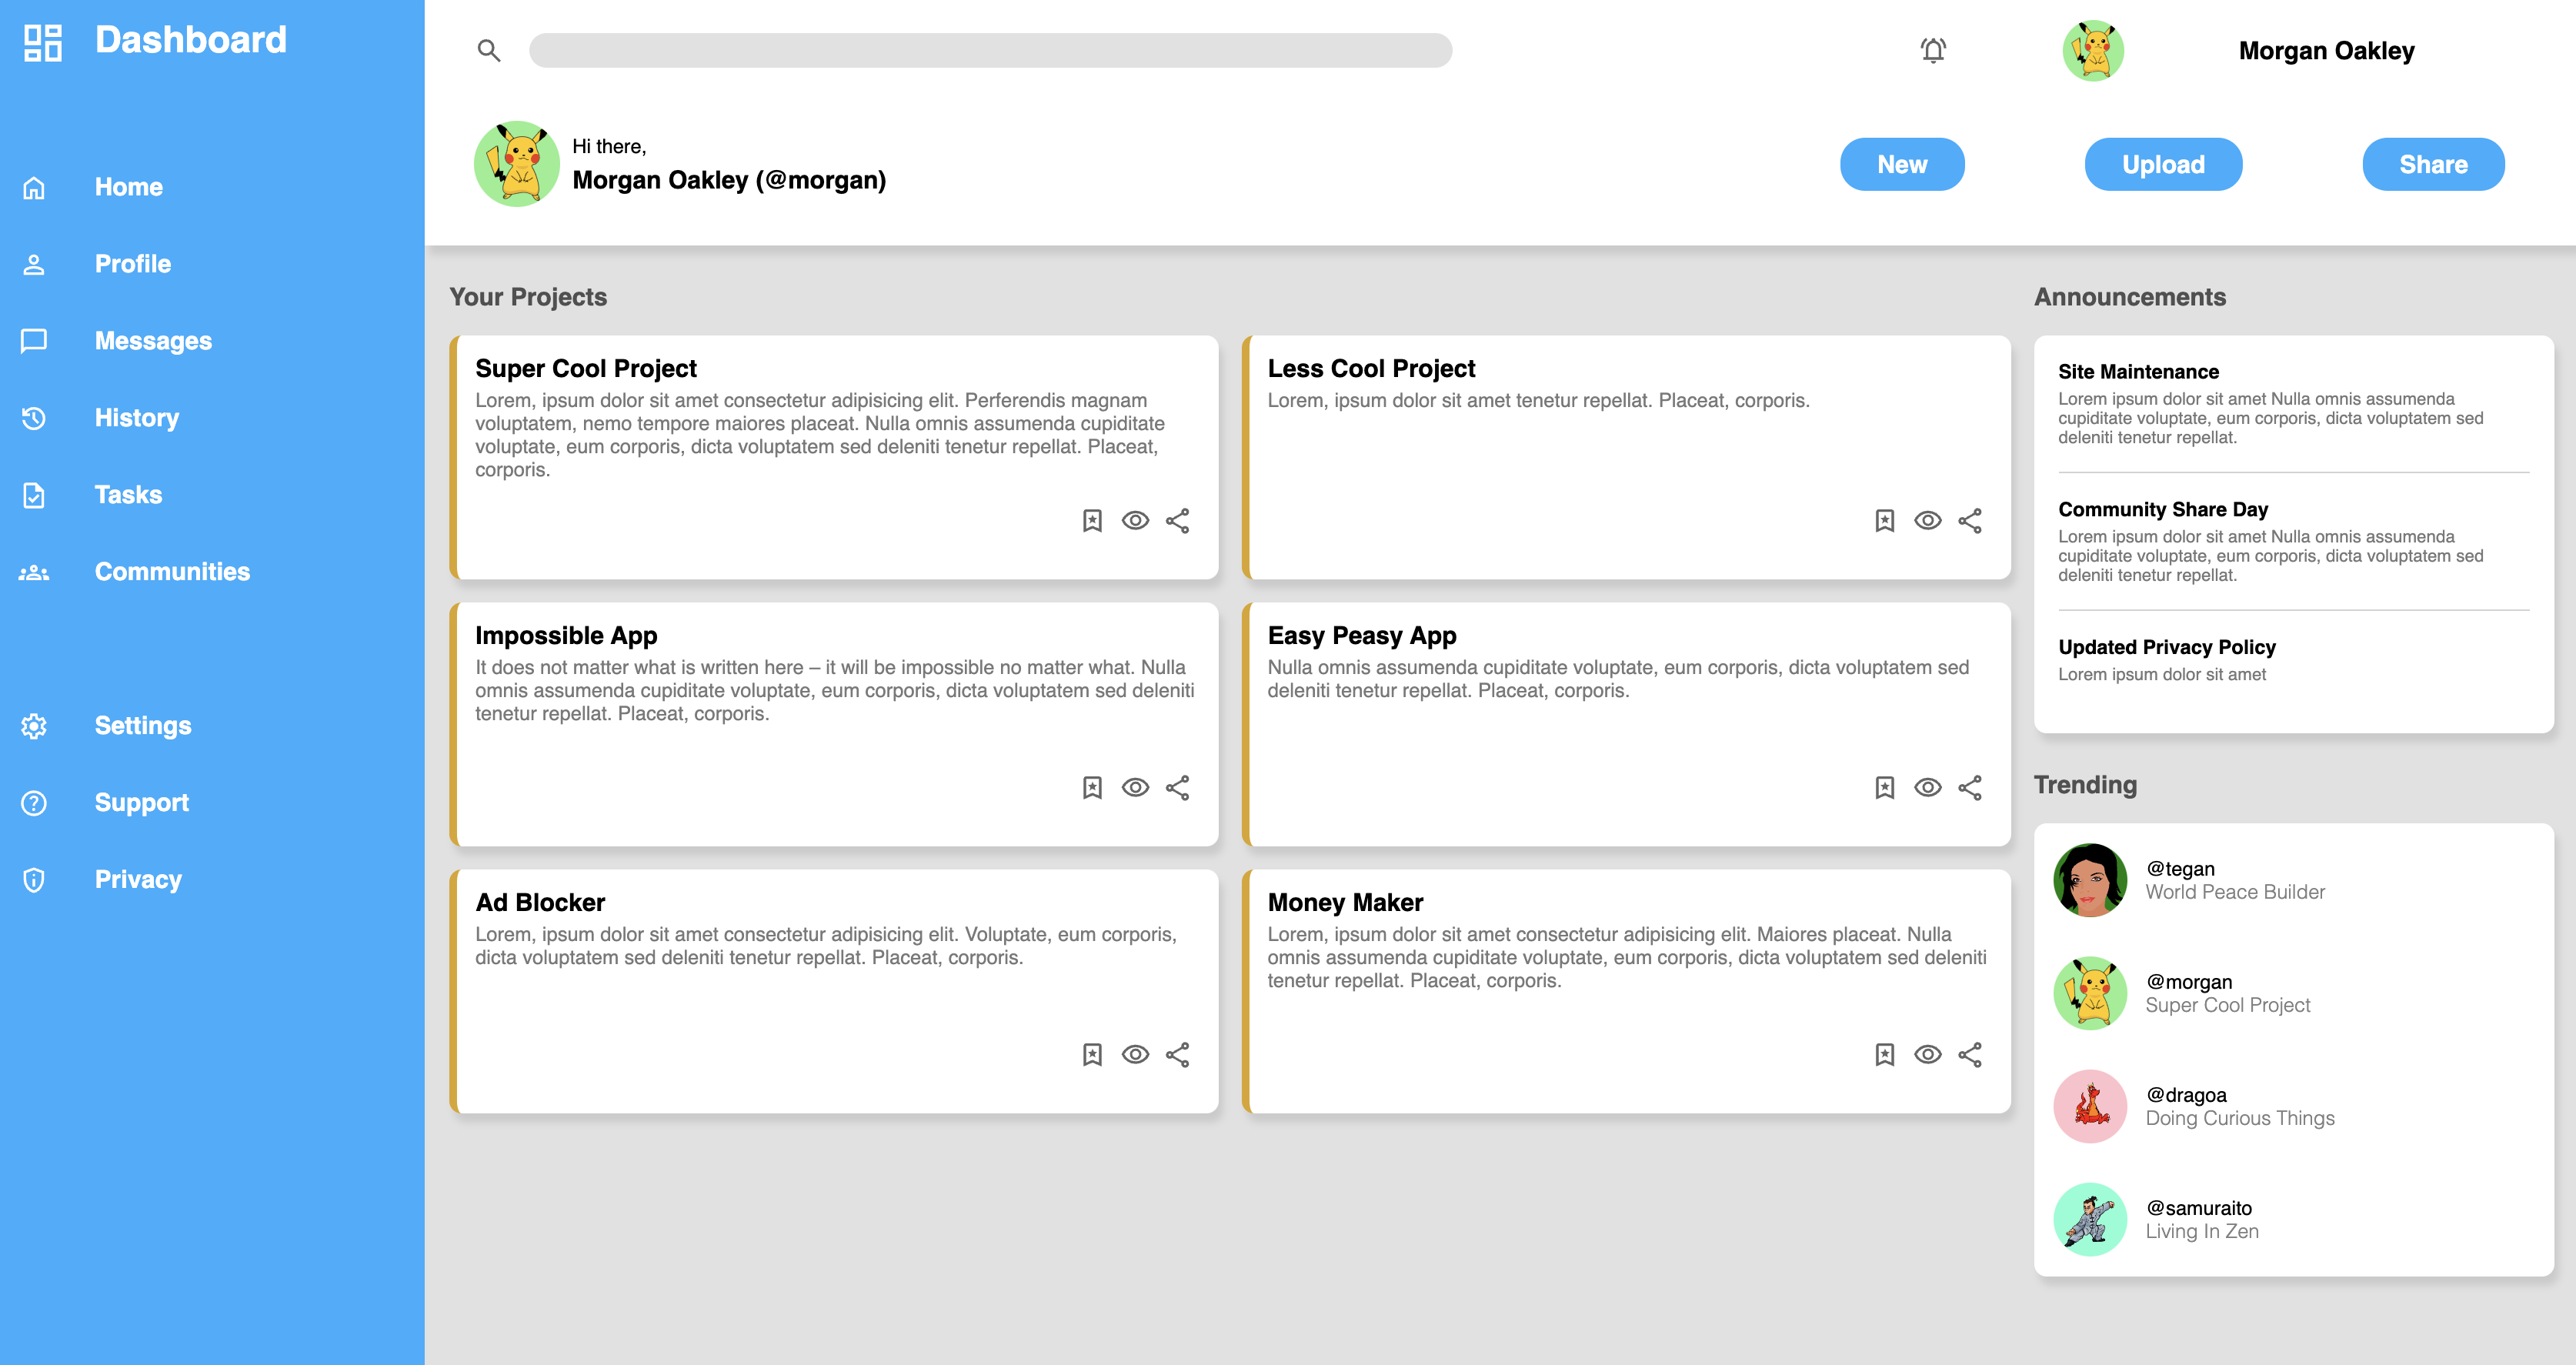 Dashboard
Home
Profile
Messages
History
Tasks
Communities
Settings
Support
Privacy
Morgan Oakley
Hi there,
Morgan Oakley (@morgan)
New
Upload
Share
Your Projects
Super Cool Project
Lorem, ipsum dolor sit amet consectetur adipisicing elit. Perferendis magnam
voluptatem, nemo tempore maiores placeat. Nulla omnis assumenda cupiditate
voluptate, eum corporis, dicta voluptatem sed deleniti tenetur repellat. Placeat,
corporis.
Less Cool Project
Lorem, ipsum dolor sit amet tenetur repellat. Placeat, corporis.
Impossible App
It does not matter what is written here – it will be impossible no matter what. Nulla
omnis assumenda cupiditate voluptate, eum corporis, dicta voluptatem sed deleniti
tenetur repellat. Placeat, corporis.
Easy Peasy App
Nulla omnis assumenda cupiditate voluptate, eum corporis, dicta voluptatem sed
deleniti tenetur repellat. Placeat, corporis.
Ad Blocker
Lorem, ipsum dolor sit amet consectetur adipisicing elit. Voluptate, eum corporis,
dicta voluptatem sed deleniti tenetur repellat. Placeat, corporis.
Money Maker
Lorem, ipsum dolor sit amet consectetur adipisicing elit. Maiores placeat. Nulla
omnis assumenda cupiditate voluptate, eum corporis, dicta voluptatem sed deleniti
tenetur repellat. Placeat, corporis.
Announcements
Site Maintenance
Lorem ipsum dolor sit amet Nulla omnis assumenda
cupiditate voluptate, eum corporis, dicta voluptatem sed
deleniti tenetur repellat.
Community Share Day
Lorem ipsum dolor sit amet Nulla omnis assumenda
cupiditate voluptate, eum corporis, dicta voluptatem sed
deleniti tenetur repellat.
Updated Privacy Policy
Lorem ipsum dolor sit amet
Trending
@tegan
World Peace Builder
@morgan
Super Cool Project
@dragoa
Doing Curious Things
@samuraito
Living In Zen